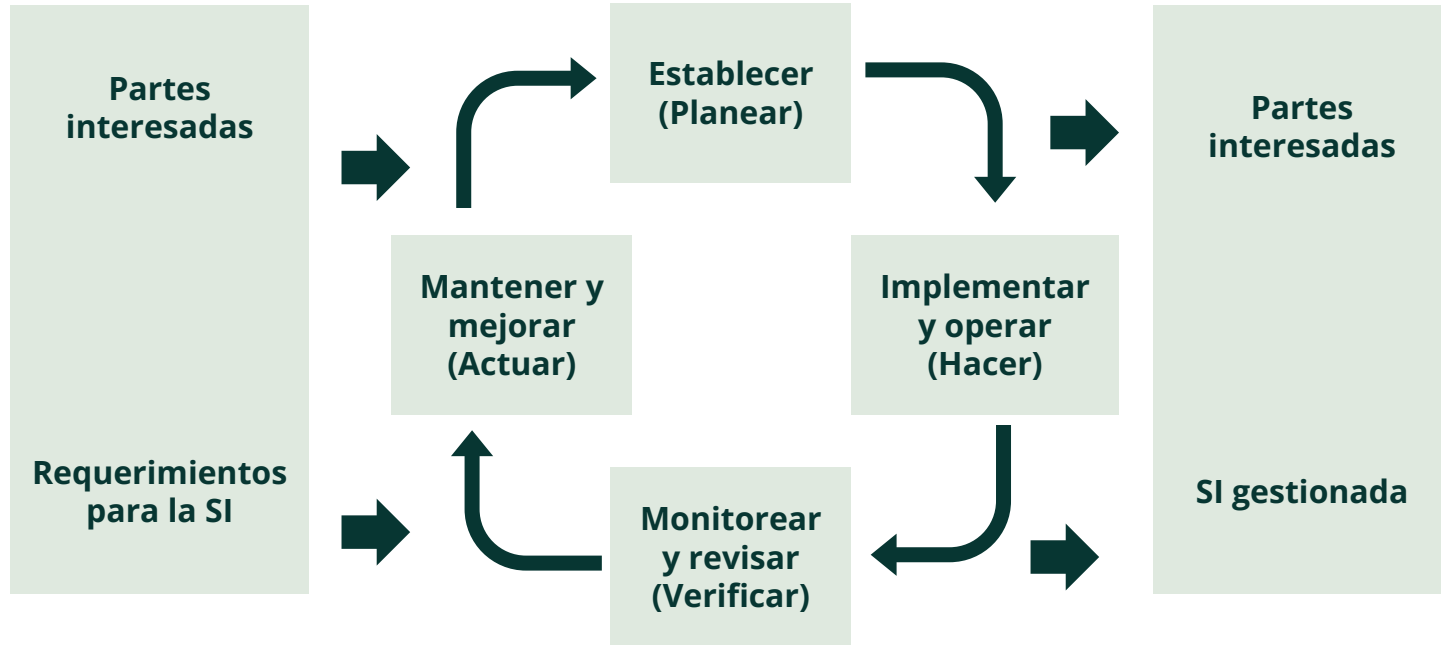 Partes
interesadas
Requerimientos
para la SI
Establecer
(Planear)
Mantener y
mejorar
(Actuar)
Implementar
y operar
(Hacer)
Monitorear
y revisar
(Verificar)
Partes
interesadas
SI gestionada